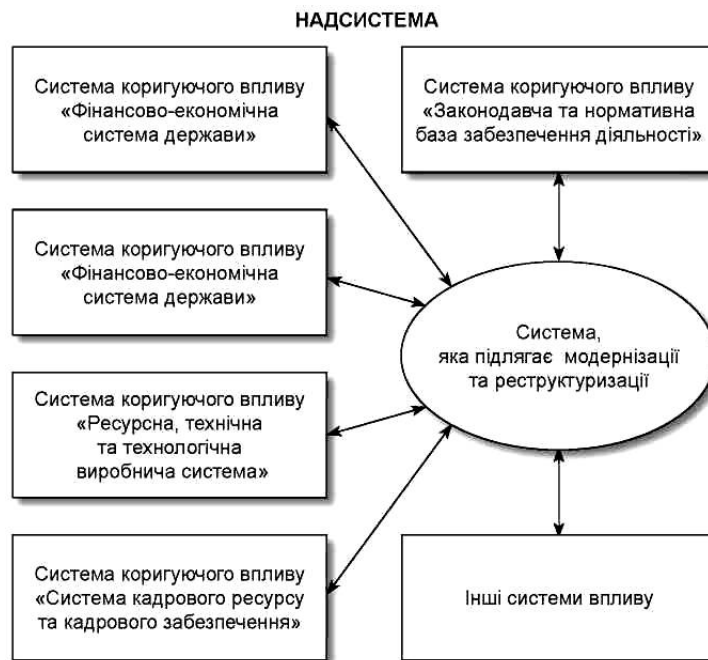 НАДСИСТЕМА
Система коригуючого впливу
«Фінансово-економічна
система держави»
Система коригуючого впливу
«Законодавча та нормативна
база забезпечення діяльності»
Система коригуючого впливу
«Фінансово-економічна
система держави»
Система,
яка підлягає модернізації
та реструктуризації
Система коригуючого впливу
«Ресурсна, технічна
та технологічна
виробнича система»
Система коригуючого впливу
«Система кадрового ресурсу
та кадрового забезпечення»
Інші системи впливу